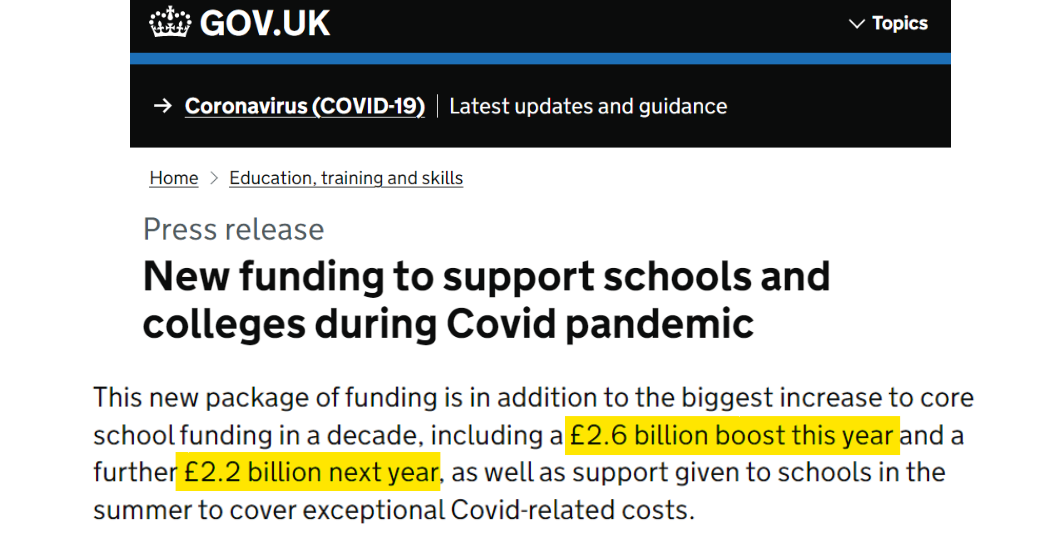 GOV.UK
Topics
Coronavirus (COVID-19) | Latest updates and guidance
Home > Education, training and skills
Press release
New funding to support schools and
colleges during Covid pandemic
This new package of funding is in addition to the biggest increase to core
school funding in a decade, including a £2.6 billion boost this year and a
further £2.2 billion next year, as well as support given to schools in the
summer to cover exceptional Covid-related costs.